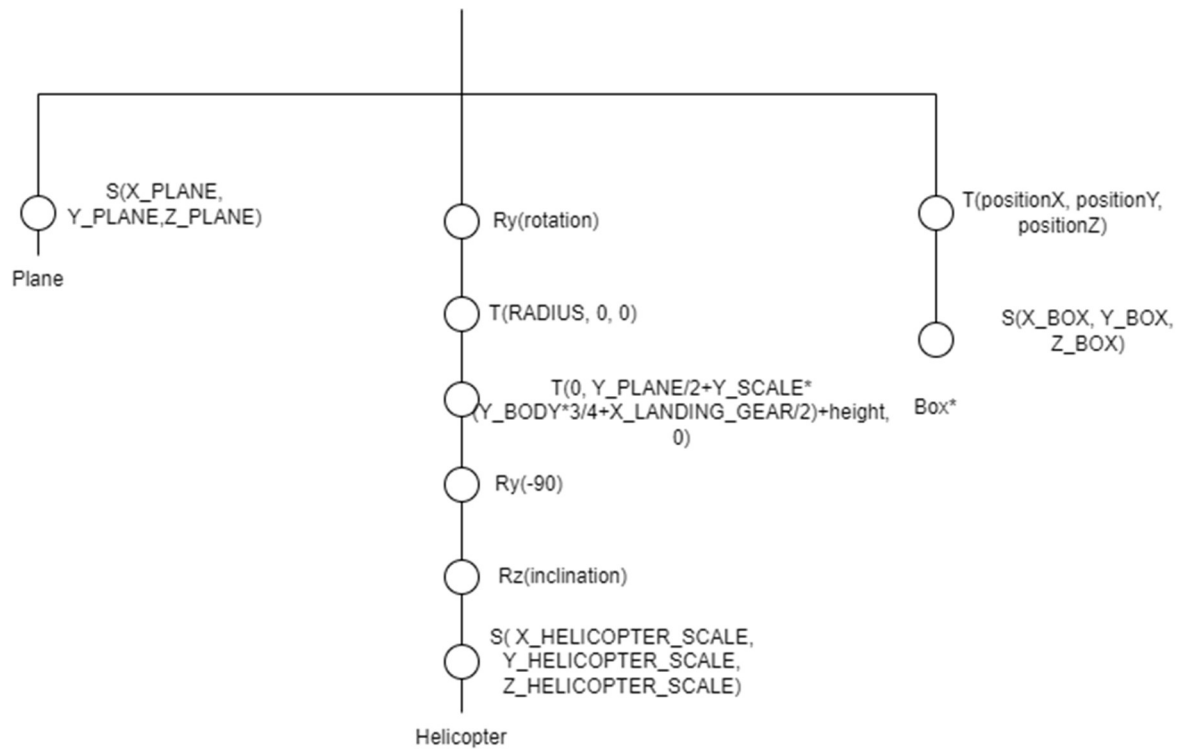 S(X_PLANE,
Y_PLANE,Z_PLANE)
Plane
Ry(rotation)
T(RADIUS, 0, 0)
T(0, Y_PLANE/2+Y_SCALE*
(Y_BODY*3/4+X_LANDING_GEAR/2)+height,
0)
Ry(-90)
Rz(inclination)
S( X_HELICOPTER_SCALE,
Y_HELICOPTER_SCALE,
Z_HELICOPTER_SCALE)
Helicopter
T(positionX, positionY,
positionZ)
S(X_BOX, Y_BOX,
Z_BOX)
Box*